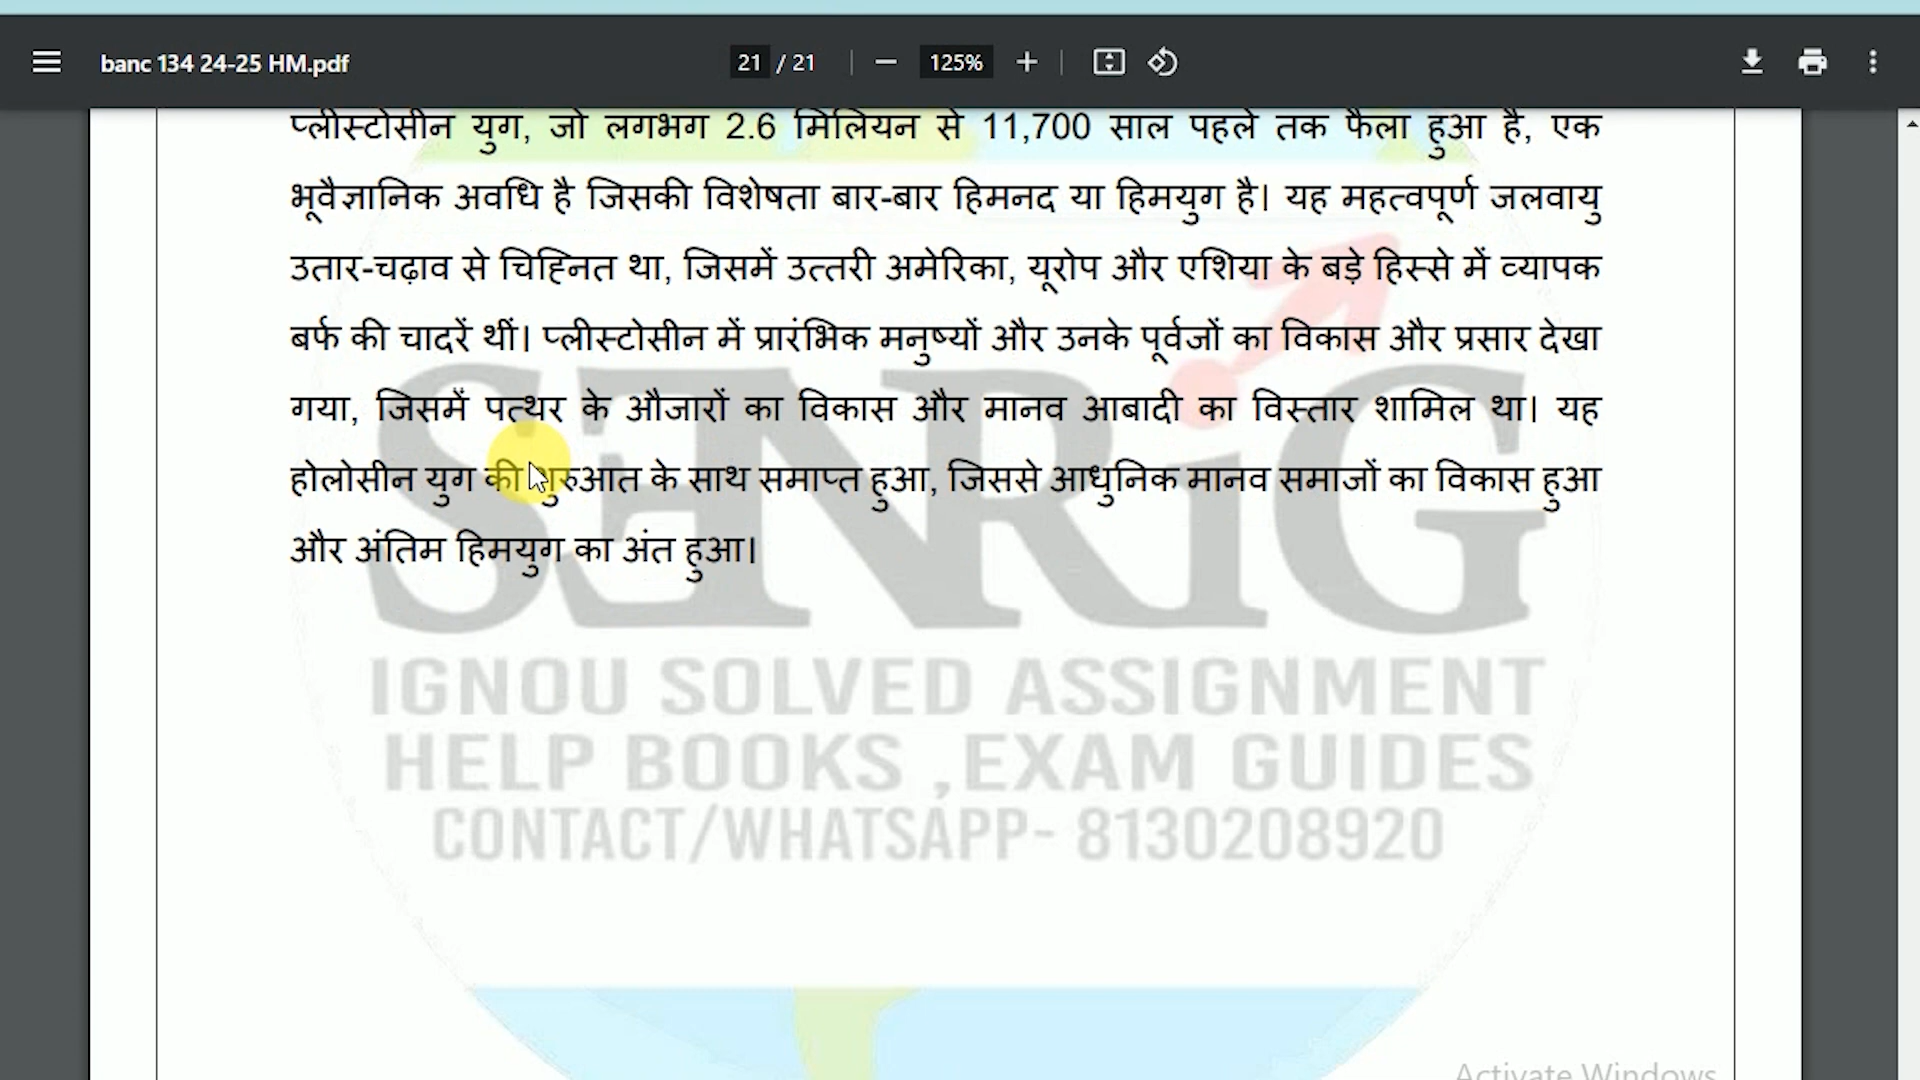 banc 134 24-25 HM.pdf
21 / 21
125%
प्लीस्टोसीन युग, जो लगभग 2.6 मिलियन से 11,700 साल पहले तक फैला हुआ है, एक
भूवैज्ञानिक अवधि है जिसकी विशेषता बार-बार हिमनद या हिमयुग है। यह महत्वपूर्ण जलवायु
उतार-चढ़ाव से चिह्नित था, जिसमें उत्तरी अमेरिका, यूरोप और एशिया के बड़े हिस्से में व्यापक
बर्फ की चादरें थीं। प्लीस्टोसीन में प्रारंभिक मनुष्यों और उनके पूर्वजों का विकास और प्रसार देखा
गया, जिसमें पत्थर के औजारों का विकास और मानव आबादी का विस्तार शामिल था। यह
होलोसीन युग की शुरुआत के साथ समाप्त हुआ, जिससे आधुनिक मानव समाजों का विकास हुआ
और अंतिम हिमयुग का अंत हुआ।
SENRiG
IGNOU SOLVED ASSIGNMENT
HELP BOOKS ,EXAM GUIDES
CONTACT/WHATSAPP- 8130208920
Activate Windows